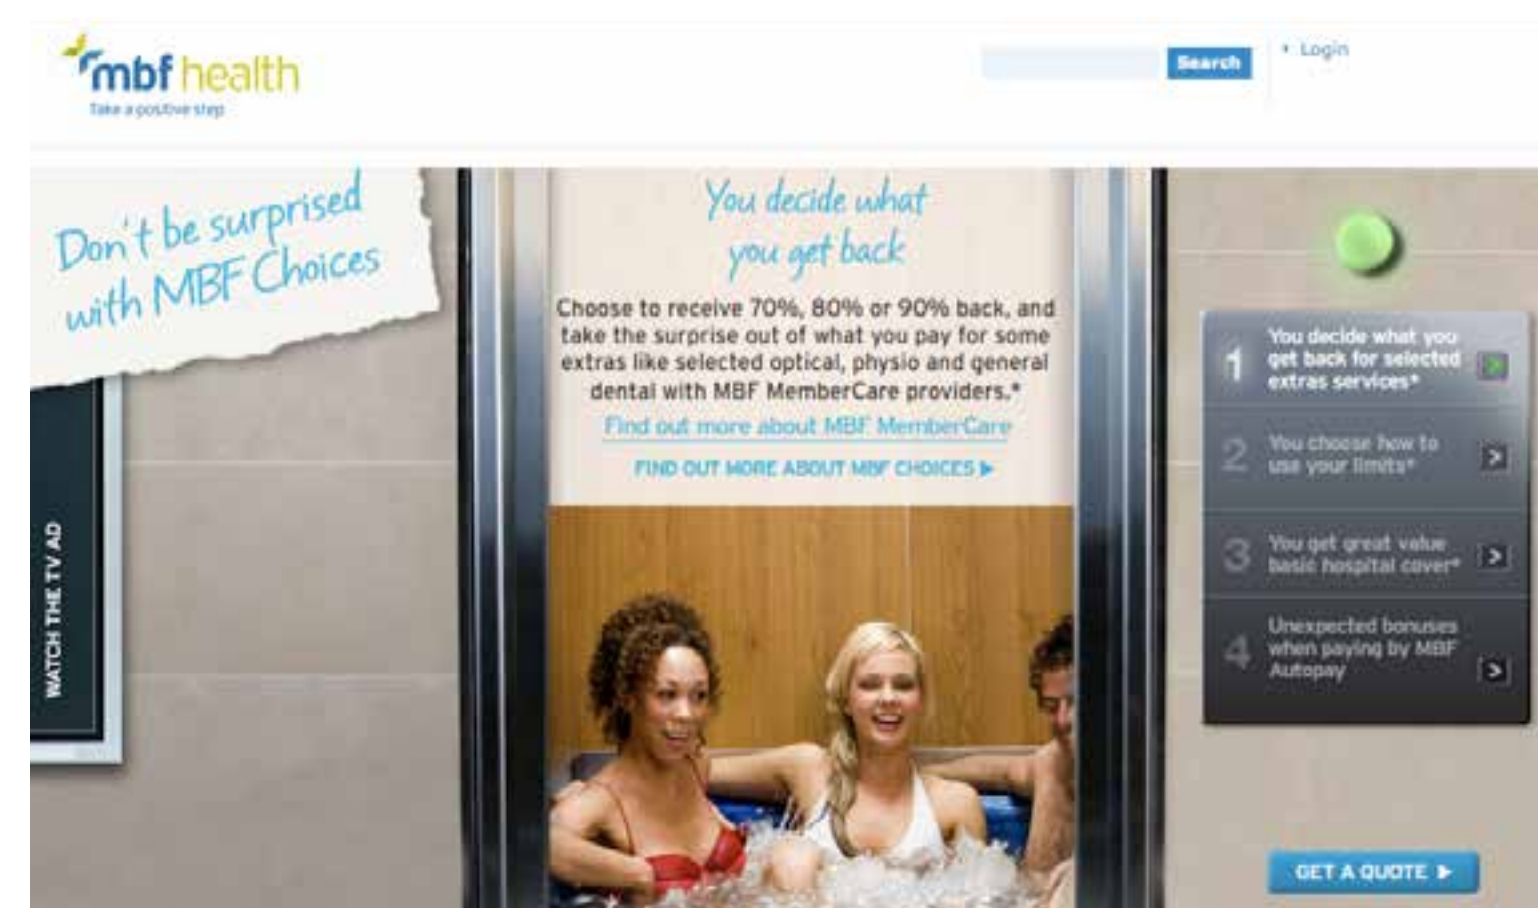 mbf health
Take a positive step
Search
Login
Don't be surprised
with MBF Choices
You decide what
you get back
Choose to receive 70%, 80% or 90% back, and
take the surprise out of what you pay for some
extras like selected optical, physio and general
dental with MBF MemberCare providers.*
Find out more about MBF MemberCare
FIND OUT MORE ABOUT MBF CHOICES
WATCH THE TV AD
1
You decide what you
get back for selected
extras services*
2
You choose how to
use your limits*
3
You get great value
basic hospital cover*
4
Unexpected bonuses
when paying by MBF
Autopay
GET A QUOTE